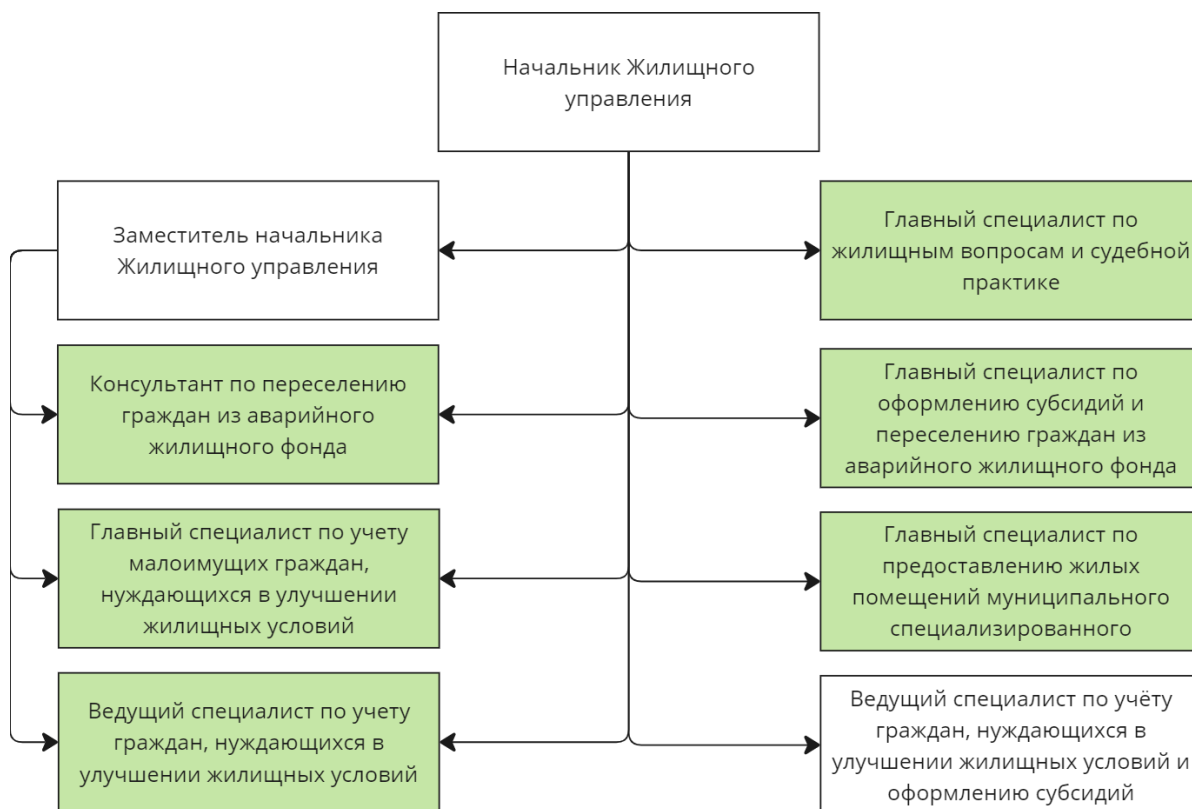 Начальник Жилищного
управления
Заместитель начальника
Жилищного управления
Главный специалист по
жилищным вопросам и судебной
практике
Консультант по переселению
граждан из аварийного
жилищного фонда
Главный специалист по
оформлению субсидий и
переселению граждан из
аварийного жилищного фонда
Главный специалист по учету
малоимущих граждан,
нуждающихся в улучшении
жилищных условий
Главный специалист по
предоставлению жилых
помещений муниципального
специализированного
Ведущий специалист по учету
граждан, нуждающихся в
улучшении жилищных условий
Ведущий специалист по учёту
граждан, нуждающихся в
улучшении жилищных условий и
оформлению субсидий